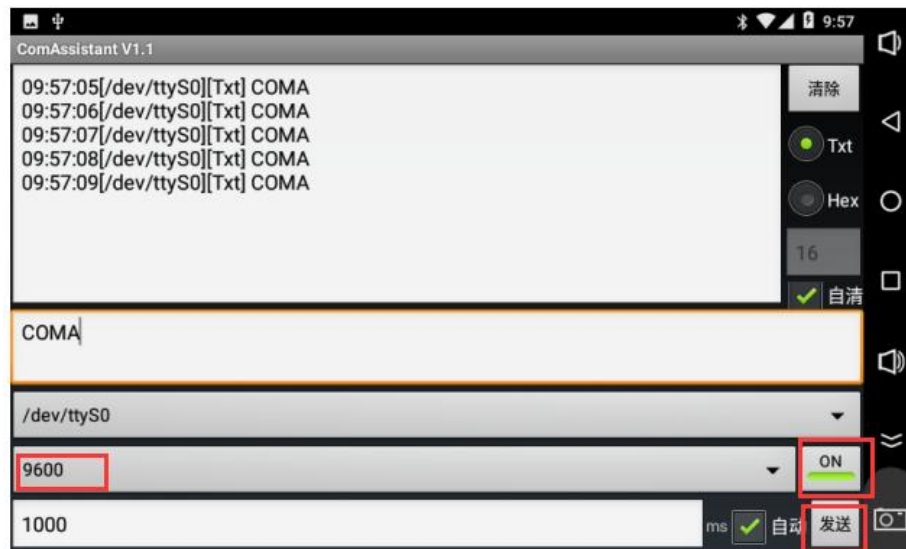 9:57
ComAssistant V1.1
09:57:05[/dev/ttyS0][Txt] COMA
09:57:06[/dev/ttyS0][Txt] COMA
09:57:07[/dev/ttyS0][Txt] COMA
09:57:08[/dev/ttyS0][Txt] COMA
09:57:09[/dev/ttyS0][Txt] COMA
清除
Txt
Hex
16
自清
COMA
/dev/ttyS0
9600
ON
1000
ms
自动
发送